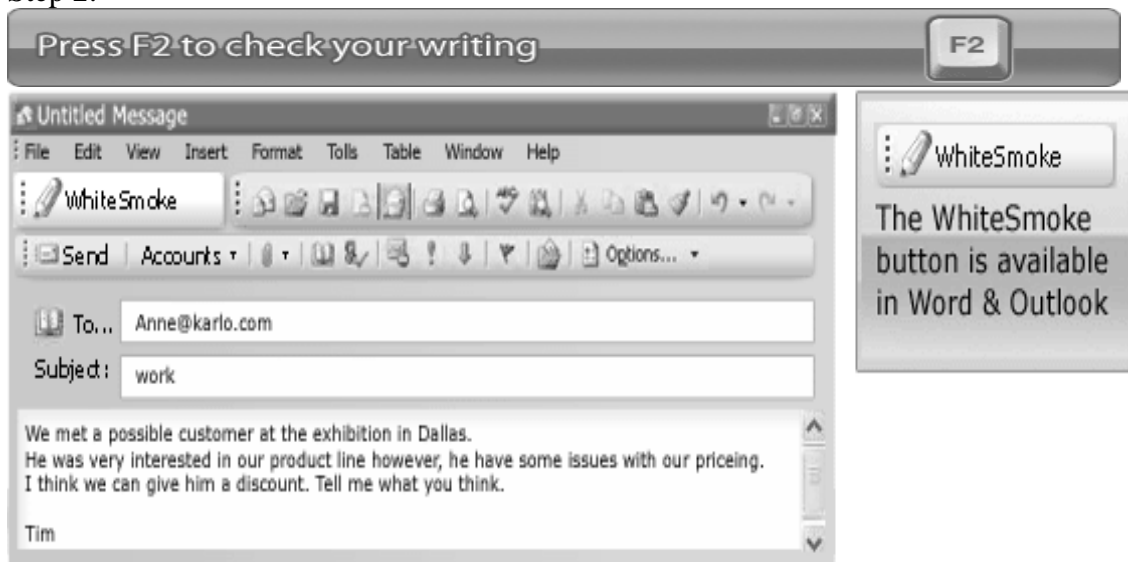 Step 2:
Press F2 to check your writing
F2
Untitled Message
File Edit View Insert Format Tolls Table Window Help
WhiteSmoke
Send Accounts Options...
To... Anne@karlo.com
Subject: work
We met a possible customer at the exhibition in Dallas.
He was very interested in our product line however, he have some issues with our priceing.
I think we can give him a discount. Tell me what you think.
Tim
WhiteSmoke
The WhiteSmoke
button is available
in Word & Outlook